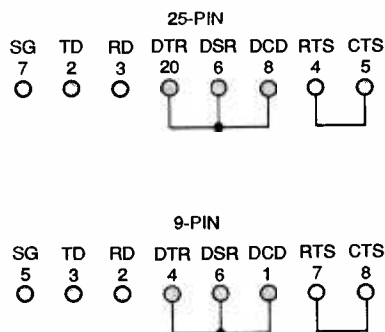 25-PIN
SG TD RD DTR DSR DCD RTS CTS
7 2 3 20 6 8 4 5
9-PIN
SG TD RD DTR DSR DCD RTS CTS
5 3 2 4 6 1 7 8